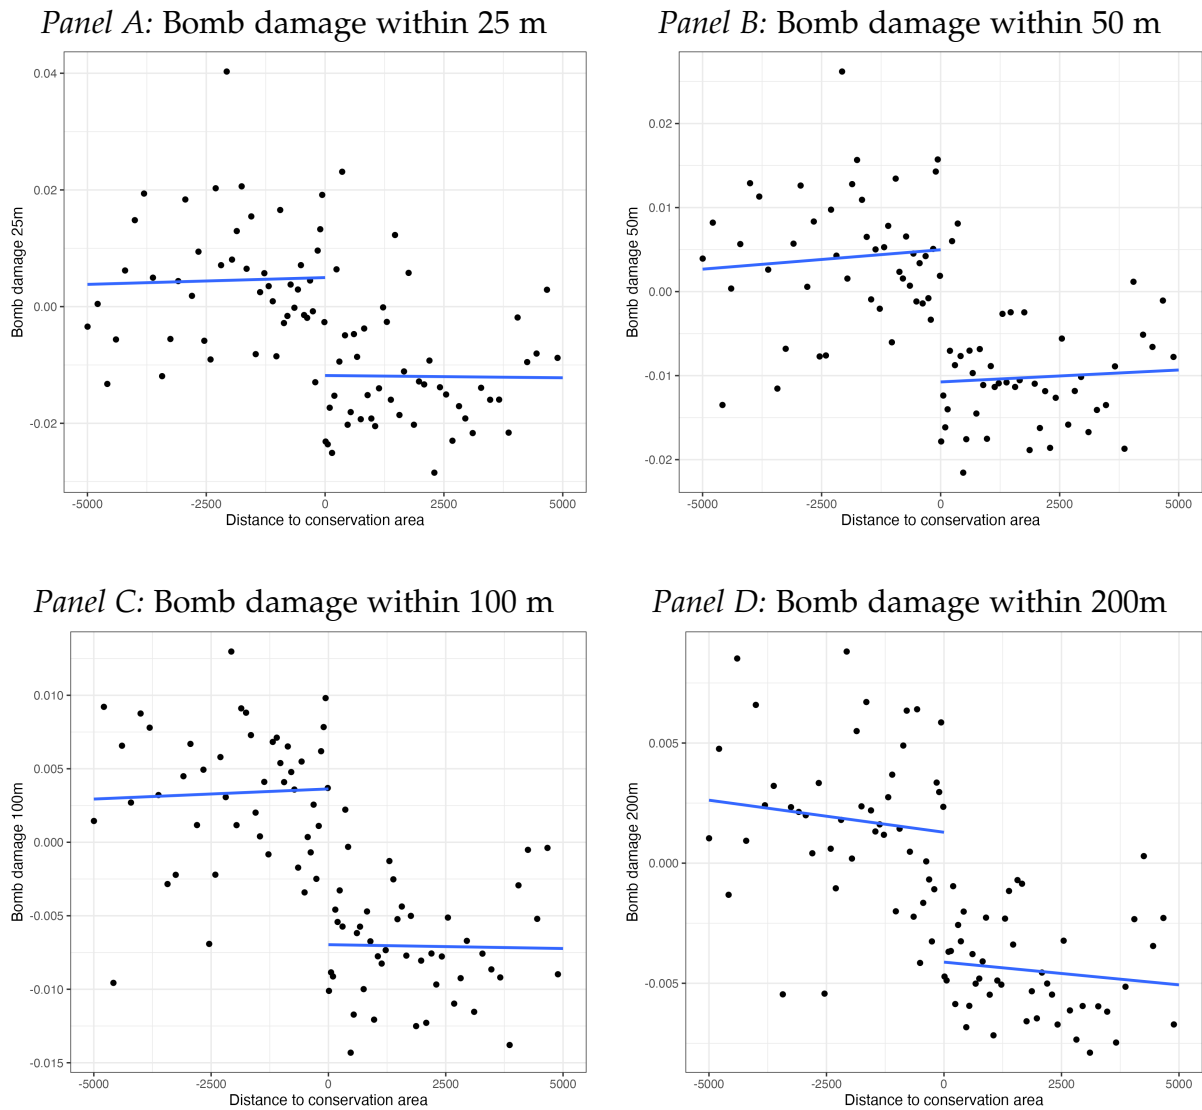 Panel A: Bomb damage within 25 m
0.04
0.02
0.00
-0.02
Bomb damage 25m
-5000 -2500 0 2500 5000
Distance to conservation area
Panel B: Bomb damage within 50 m
0.02
0.01
0.00
-0.01
-0.02
Bomb damage 50m
-5000 -2500 0 2500 5000
Distance to conservation area
Panel C: Bomb damage within 100 m
0.010
0.005
0.000
-0.005
-0.010
-0.015
Bomb damage 100m
-5000 -2500 0 2500 5000
Distance to conservation area
Panel D: Bomb damage within 200m
0.005
0.000
-0.005
Bomb damage 200m
-5000 -2500 0 2500 5000
Distance to conservation area